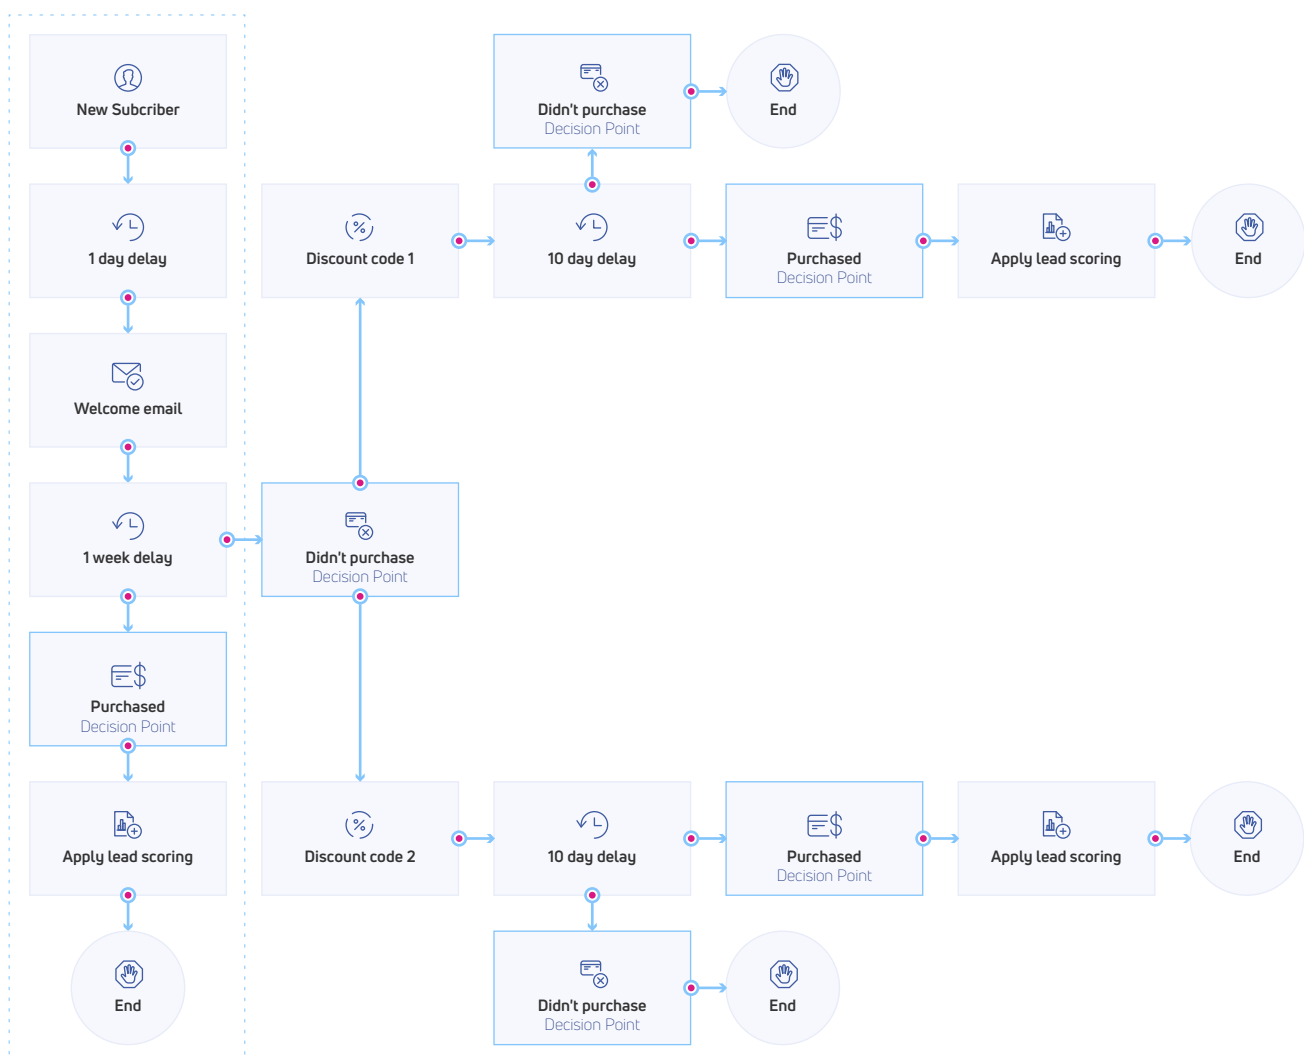 New Subcriber
1 day delay
Welcome email
1 week delay
Purchased
Decision Point
Apply lead scoring
End
Didn't purchase
Decision Point
Discount code 1
10 day delay
Didn't purchase
Decision Point
End
Purchased
Decision Point
Apply lead scoring
End
Discount code 2
10 day delay
Purchased
Decision Point
Apply lead scoring
End
Didn't purchase
Decision Point
End